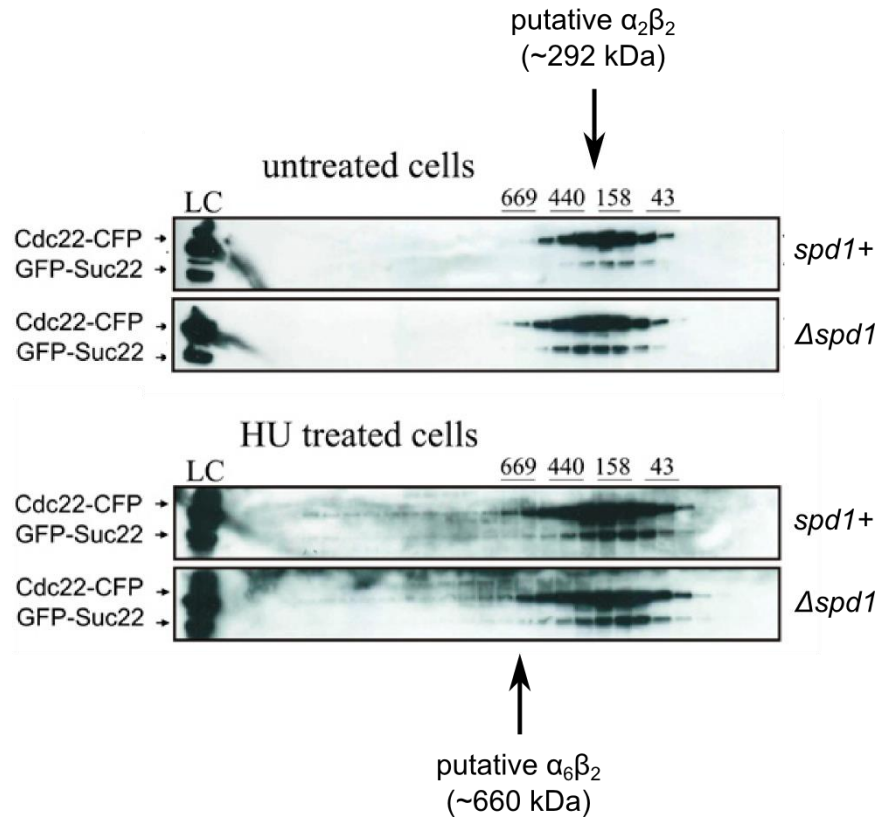 putative α₂β₂
(~292 kDa)
untreated cells
LC 669 440 158 43
Cdc22-CFP
GFP-Suc22
spd1+
Cdc22-CFP
GFP-Suc22
Δspd1
HU treated cells
LC 669 440 158 43
Cdc22-CFP
GFP-Suc22
spd1+
Cdc22-CFP
GFP-Suc22
Δspd1
putative α₆β₂
(~660 kDa)